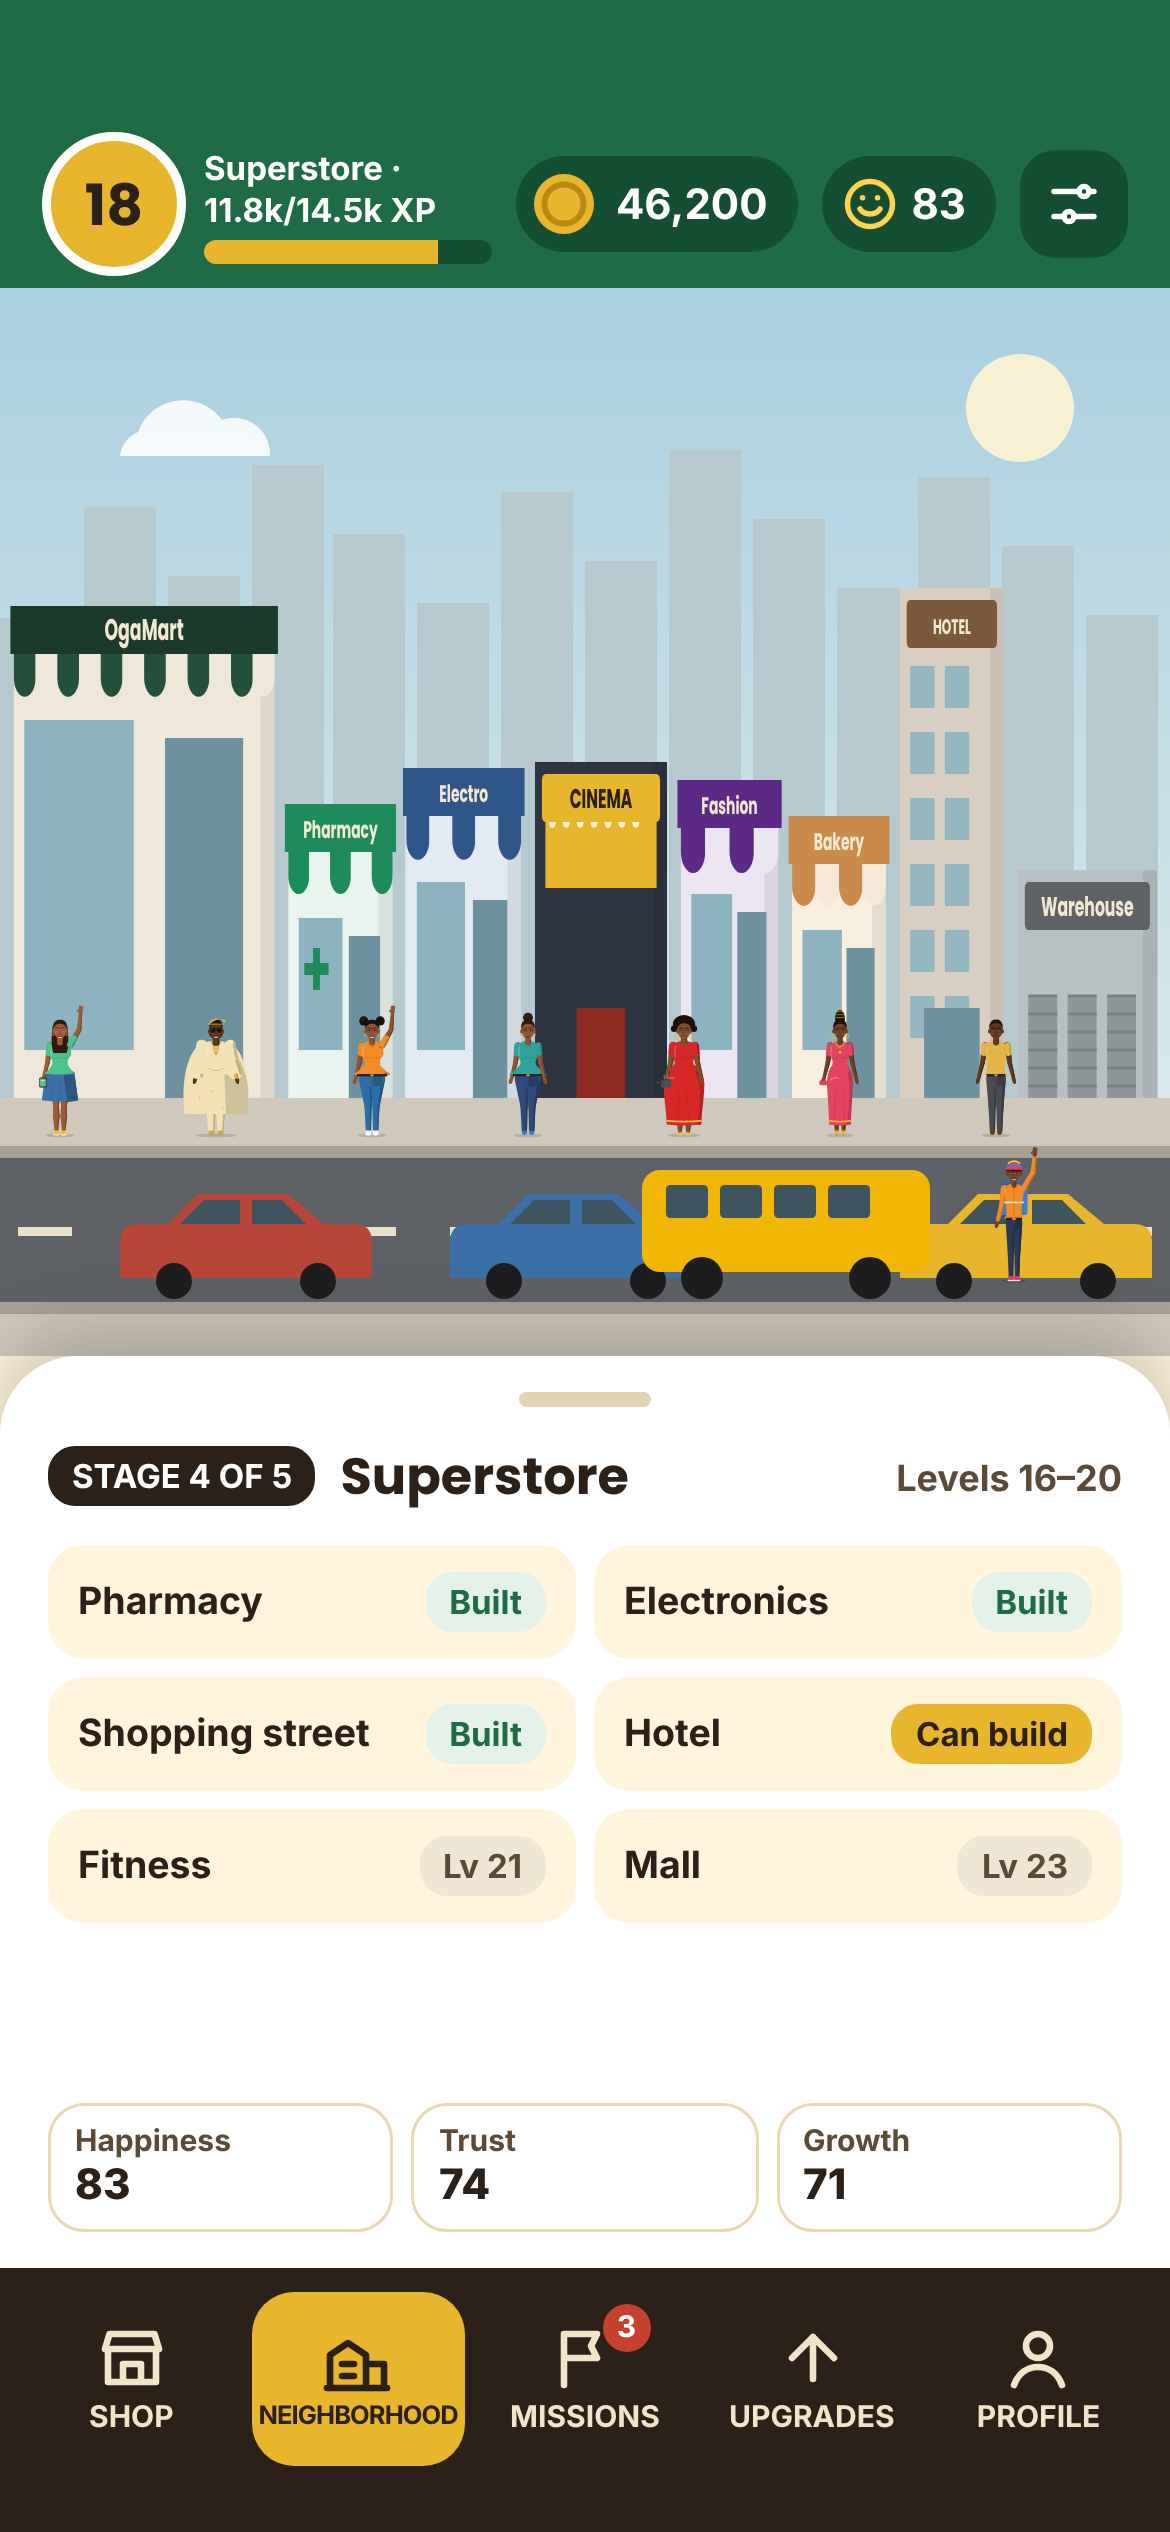 18
Superstore ·
11.8k/14.5k XP
46,200
83
OgaMart
HOTEL
Electro
CINEMA
Fashion
Pharmacy
Bakery
Warehouse
STAGE 4 OF 5
Superstore
Levels 16–20
Pharmacy
Built
Electronics
Built
Shopping street
Built
Hotel
Can build
Fitness
Lv 21
Mall
Lv 23
Happiness
83
Trust
74
Growth
71
3
SHOP
NEIGHBORHOOD
MISSIONS
UPGRADES
PROFILE